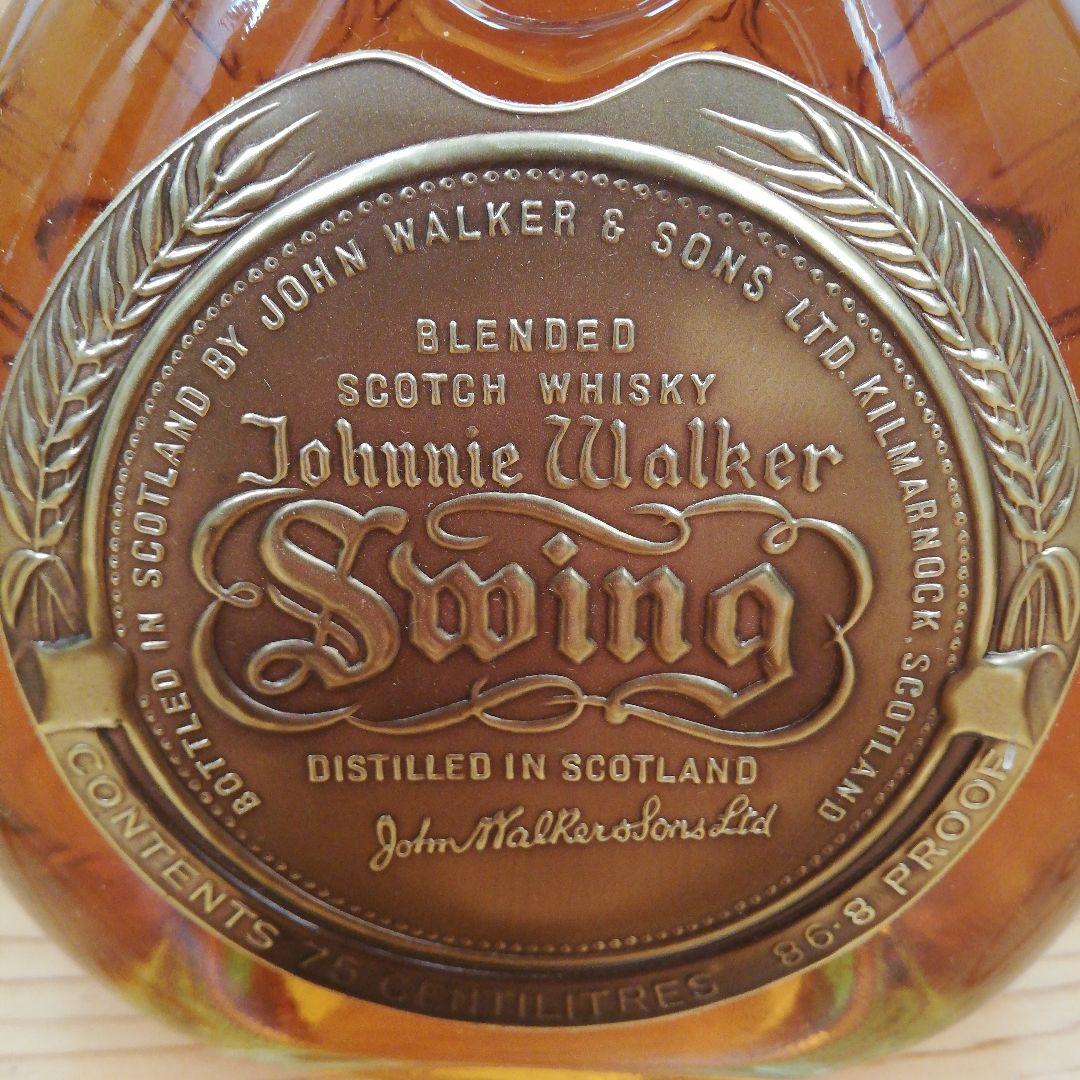 BOTTLED IN SCOTLAND BY JOHN WALKER & SONS LTD. KILMARNOCK, SCOTLAND
BLENDED
SCOTCH WHISKY
Johnnie Walker
Swing
DISTILLED IN SCOTLAND
John Walker & Sons Ltd
CONTENTS 75 CENTILITRES 86·8 PROOF